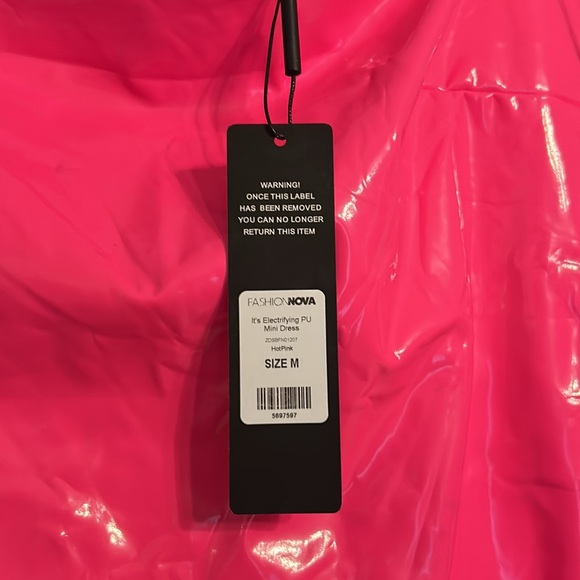 WARNING!
ONCE THIS LABEL
HAS BEEN REMOVED
YOU CAN NO LONGER
RETURN THIS ITEM
FASHIONNOVA
It's Electrifying PU
Mini Dress
HotPink
SIZE M
5697597